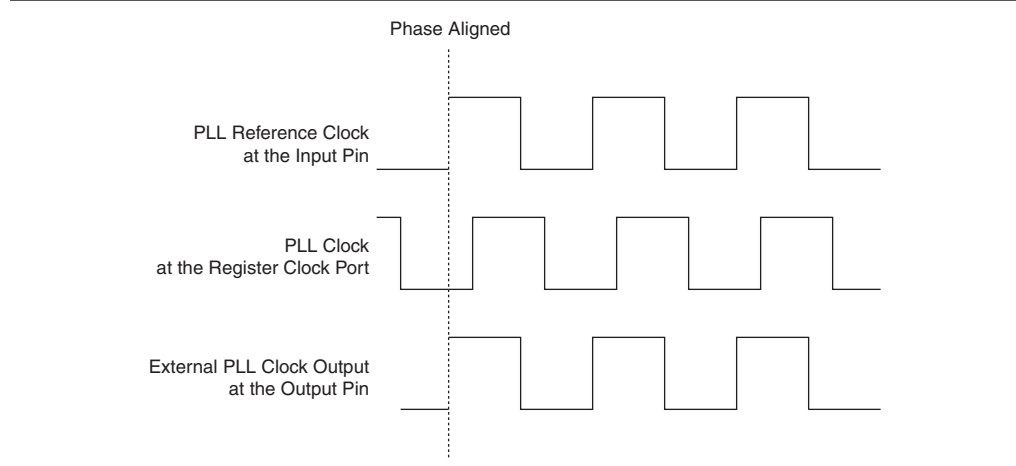 Phase Aligned
PLL Reference Clock
at the Input Pin
PLL Clock
at the Register Clock Port
External PLL Clock Output
at the Output Pin